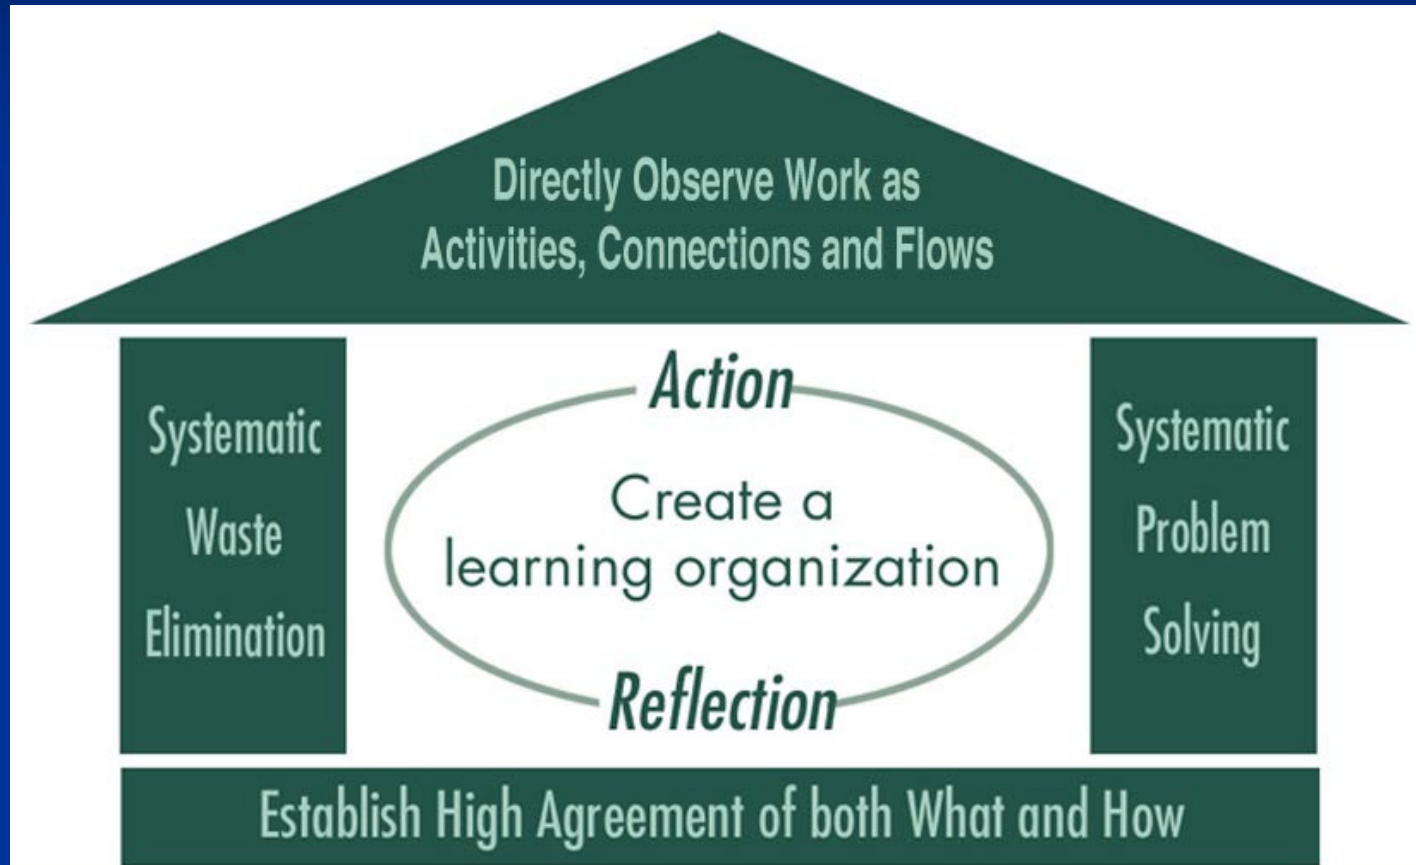 Directly Observe Work as
Activities, Connections and Flows
Systematic
Waste
Elimination
Action
Create a
learning organization
Reflection
Systematic
Problem
Solving
Establish High Agreement of both What and How